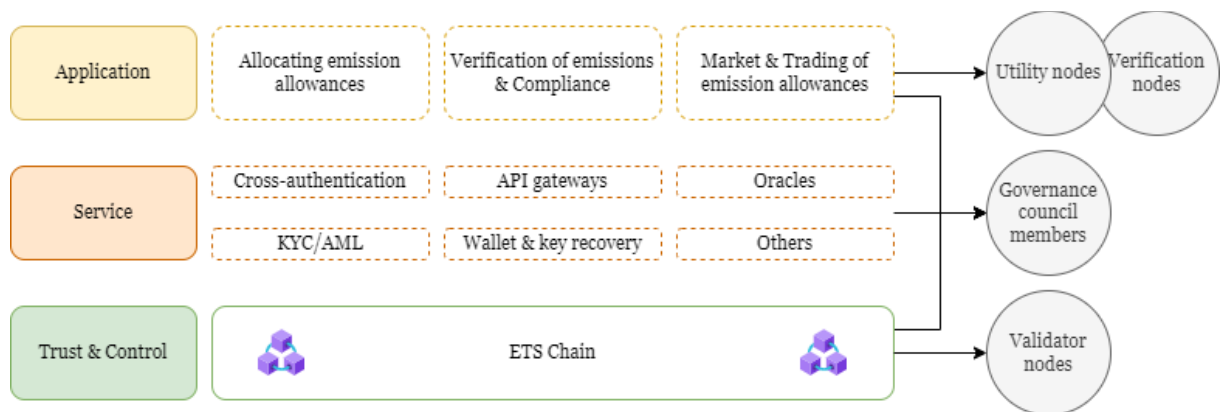 Application
Allocating emission
allowances
Verification of emissions
& Compliance
Market & Trading of
emission allowances
Utility nodes
Verification
nodes
Service
Cross-authentication
API gateways
Oracles
KYC/AML
Wallet & key recovery
Others
Governance
council
members
Trust & Control
ETS Chain
Validator
nodes